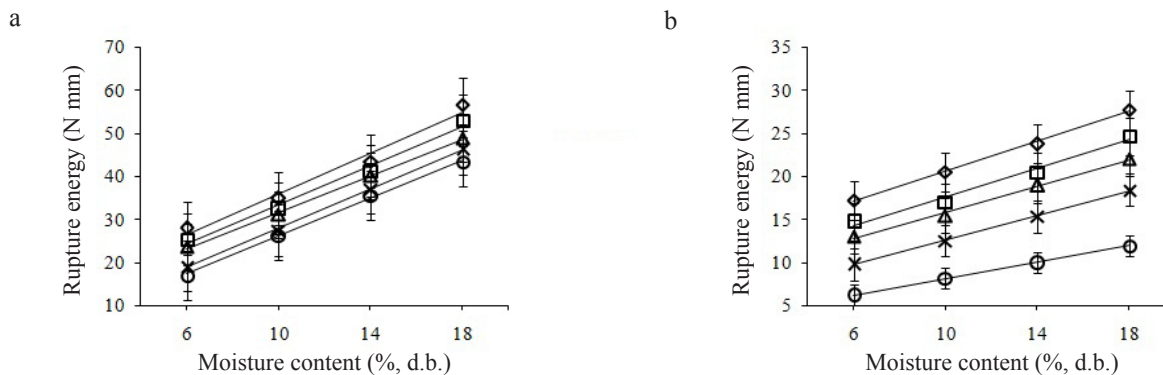 a
70
60
50
40
30
20
10
Rupture energy (N mm)
6 10 14 18
Moisture content (%, d.b.)
b
35
30
25
20
15
10
5
Rupture energy (N mm)
6 10 14 18
Moisture content (%, d.b.)